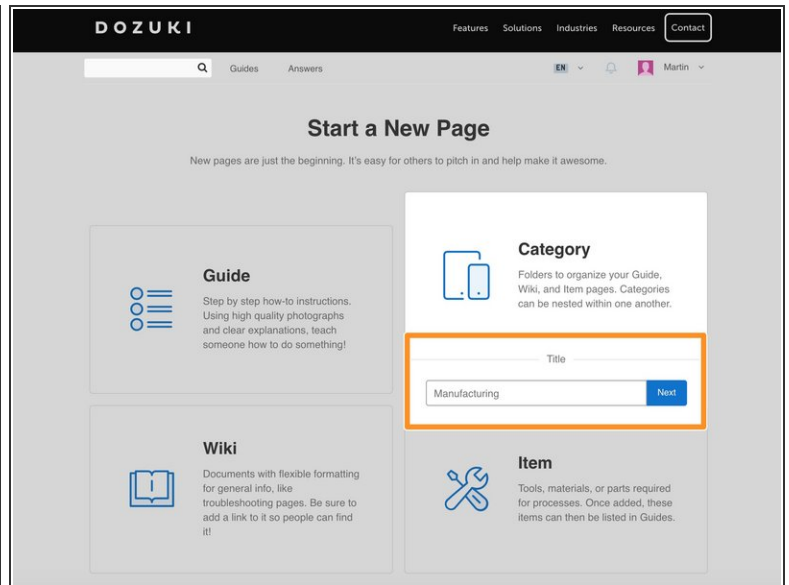 DOZUKI
Features Solutions Industries Resources Contact
Guides Answers EN Martin
Start a New Page
New pages are just the beginning. It's easy for others to pitch in and help make it awesome.
Guide
Step by step how-to instructions.
Using high quality photographs
and clear explanations, teach
someone how to do something!
Category
Folders to organize your Guide,
Wiki, and Item pages. Categories
can be nested within one another.
Title
Manufacturing Next
Wiki
Documents with flexible formatting
for general info, like
troubleshooting pages. Be sure to
add a link to it so people can find
it!
Item
Tools, materials, or parts required
for processes. Once added, these
items can then be listed in Guides.